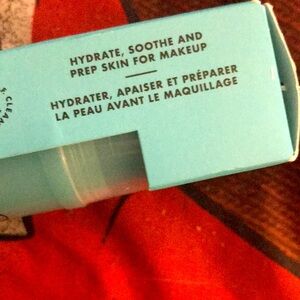 HYDRATE, SOOTHE AND
PREP SKIN FOR MAKEUP
HYDRATER, APAISER ET PRÉPARER
LA PEAU AVANT LE MAQUILLAGE